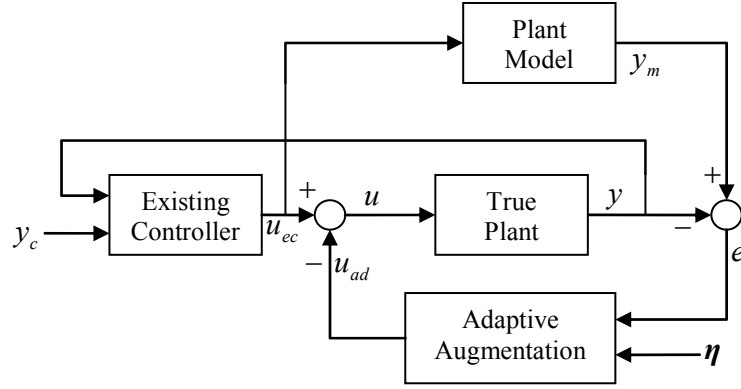 Plant
Model
y_m
+
Existing
Controller
y_c
u_ec
+
u
True
Plant
y
−
e
−
u_ad
Adaptive
Augmentation
η